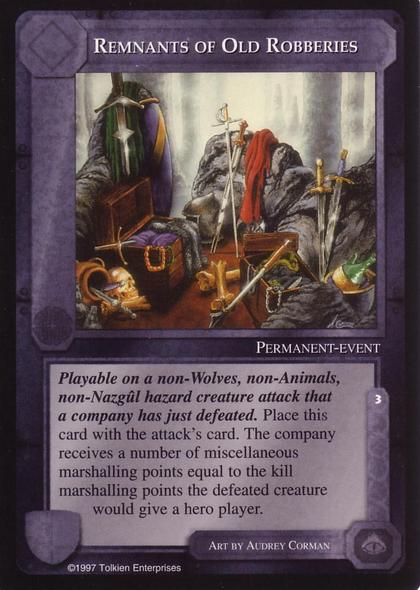 REMNANTS OF OLD ROBBERIES
PERMANENT-EVENT
Playable on a non-Wolves, non-Animals,
non-Nazgûl hazard creature attack that
a company has just defeated. Place this
card with the attack's card. The company
receives a number of miscellaneous
marshalling points equal to the kill
marshalling points the defeated creature
would give a hero player.
3
ART BY AUDREY CORMAN
©1997 Tolkien Enterprises